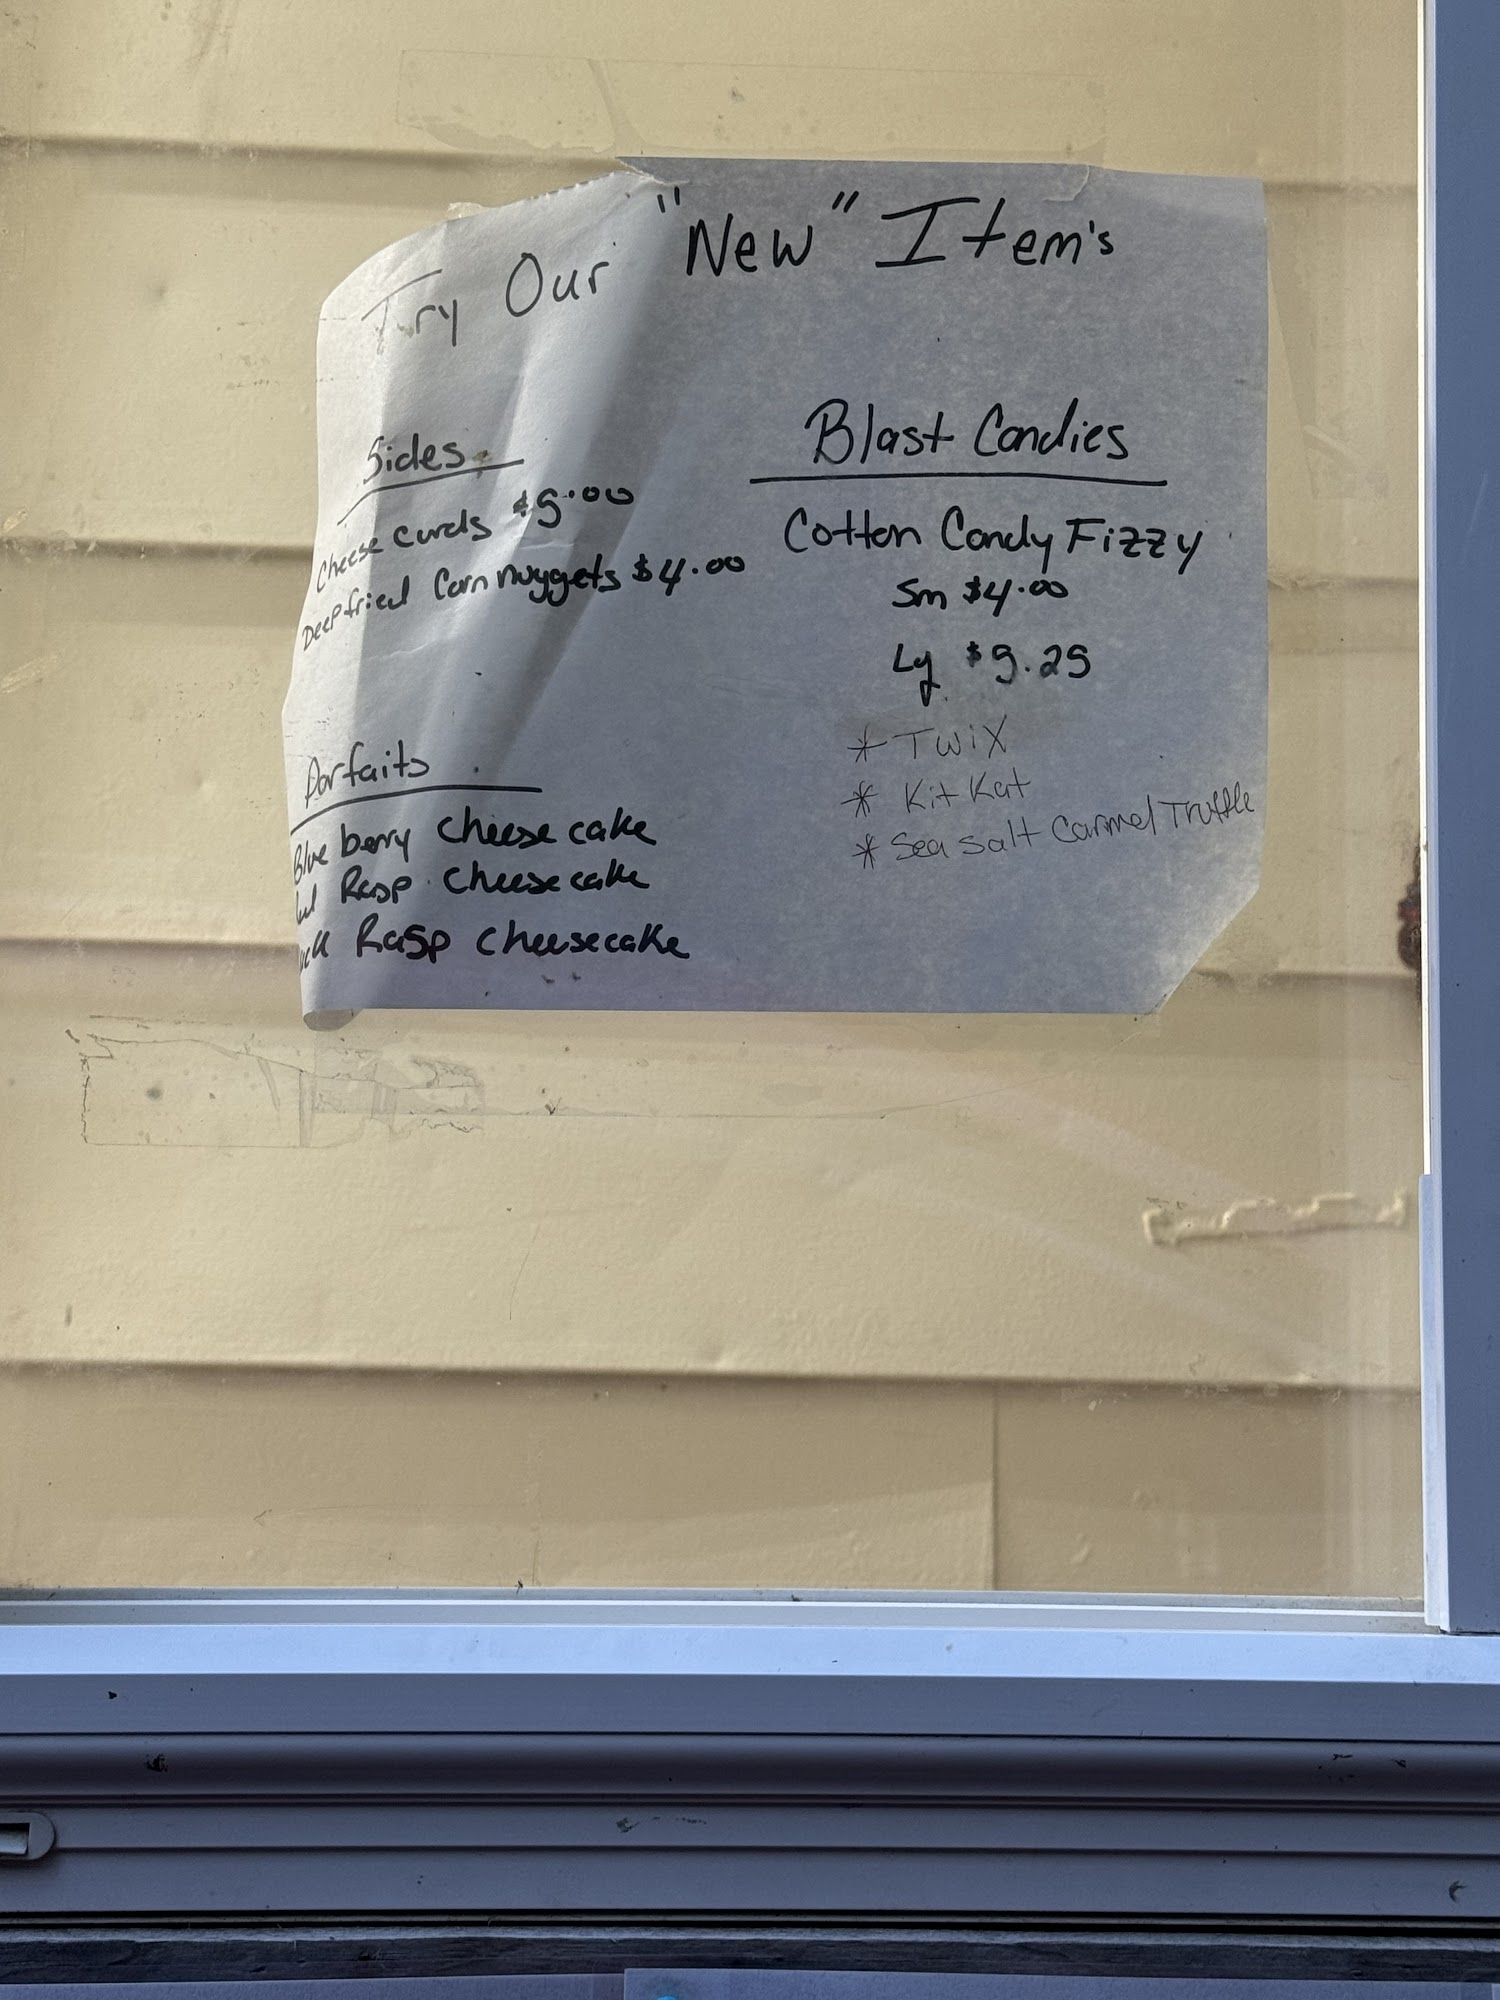 Try Our "New" Item's
Sides
Cheese Curds $5.00
Deep fried Corn nuggets $4.00
Parfaits
Blue berry Cheese cake
Rasp Cheesecake
Rasp Cheesecake
Blast Candies
Cotton Candy Fizzy
Sm $4.00
Lg $5.25
* Twix
* Kit Kat
* Sea Salt Carmel Truffle